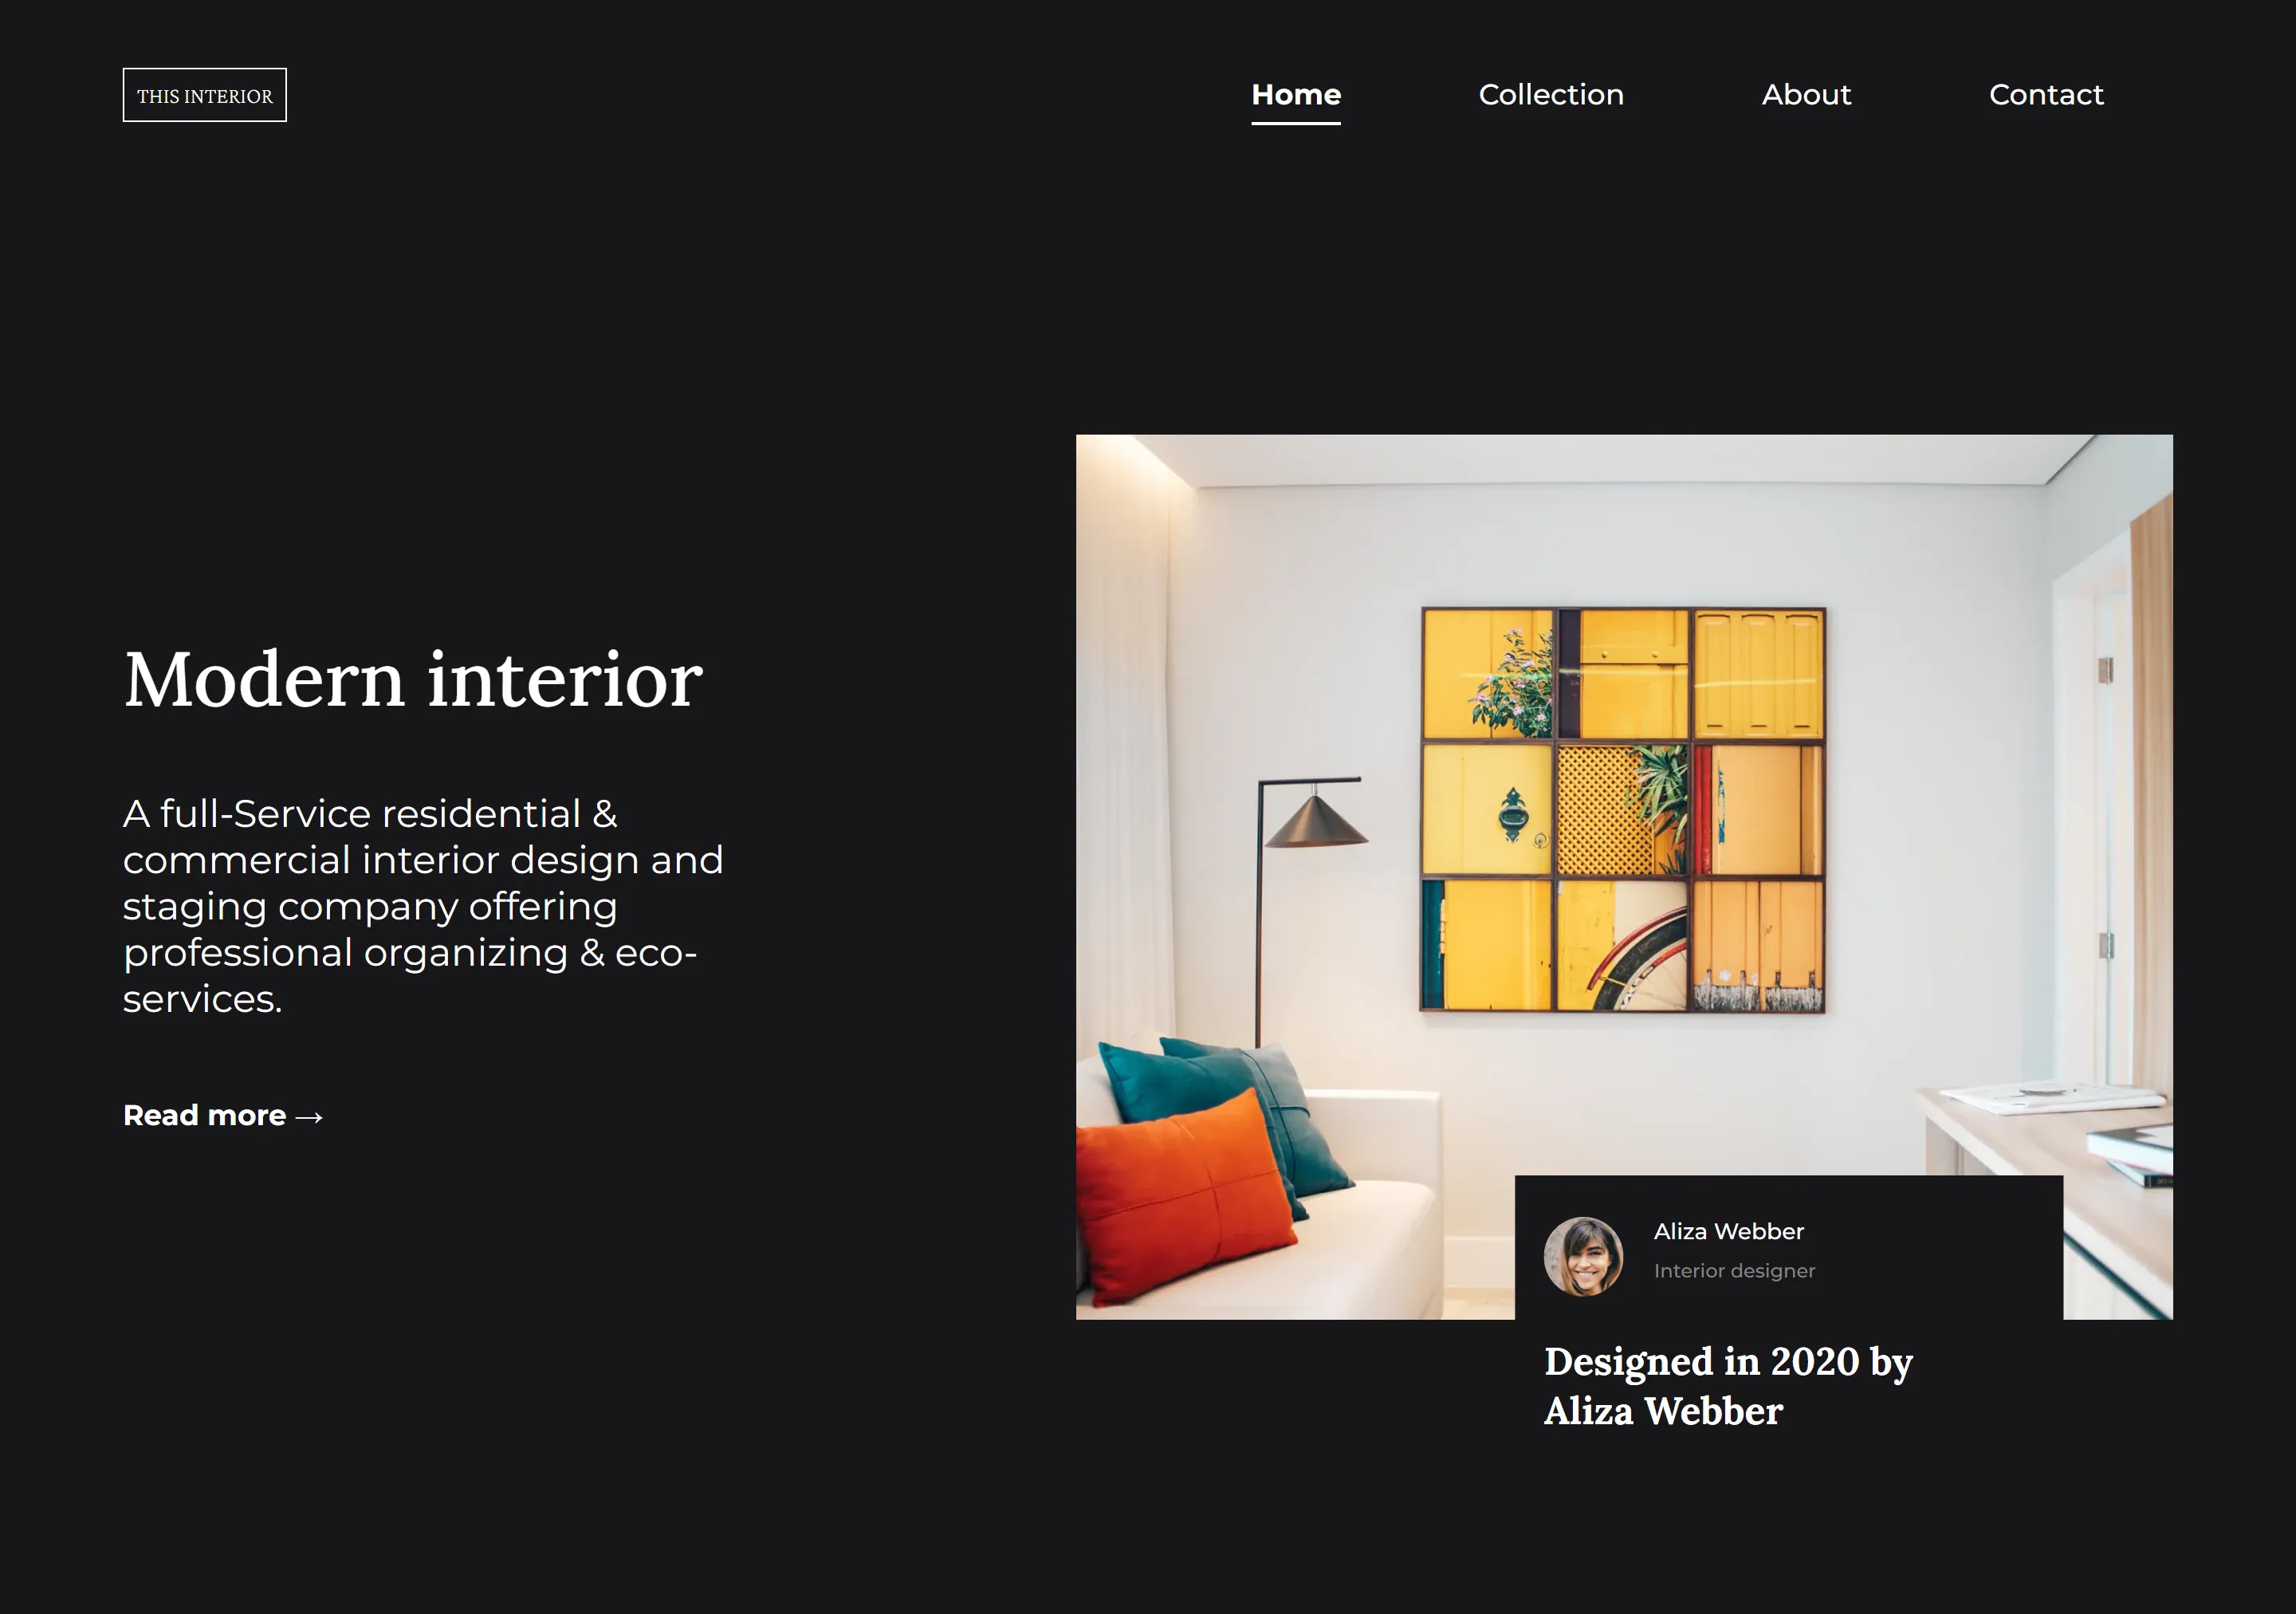 THIS INTERIOR
Home
Collection
About
Contact
Modern interior
A full-Service residential &
commercial interior design and
staging company offering
professional organizing & eco-
services.
Read more →
Aliza Webber
Interior designer
Designed in 2020 by
Aliza Webber